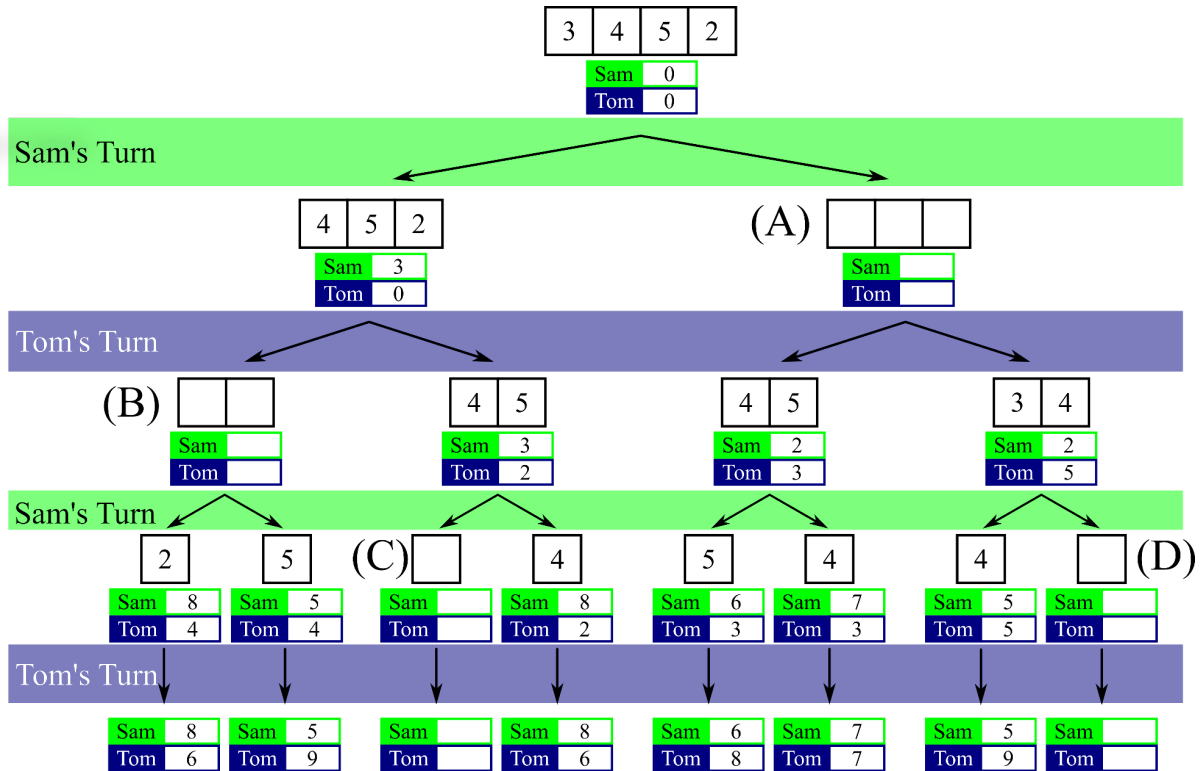 3 4 5 2
Sam 0
Tom 0
Sam's Turn
4 5 2
(A)
Sam 3
Sam
Tom 0
Tom
Tom's Turn
(B)
4 5
4 5
3 4
Sam
Sam 3
Sam 2
Sam 2
Tom
Tom 2
Tom 3
Tom 5
Sam's Turn
2
5
(C)
4
5
4
4
(D)
Sam 8
Sam 5
Sam
Sam 8
Sam 6
Sam 7
Sam 5
Sam
Tom 4
Tom 4
Tom
Tom 2
Tom 3
Tom 3
Tom 5
Tom
Tom's Turn
Sam 8
Sam 5
Sam
Sam 8
Sam 6
Sam 7
Sam 5
Sam
Tom 6
Tom 9
Tom
Tom 6
Tom 8
Tom 7
Tom 9
Tom